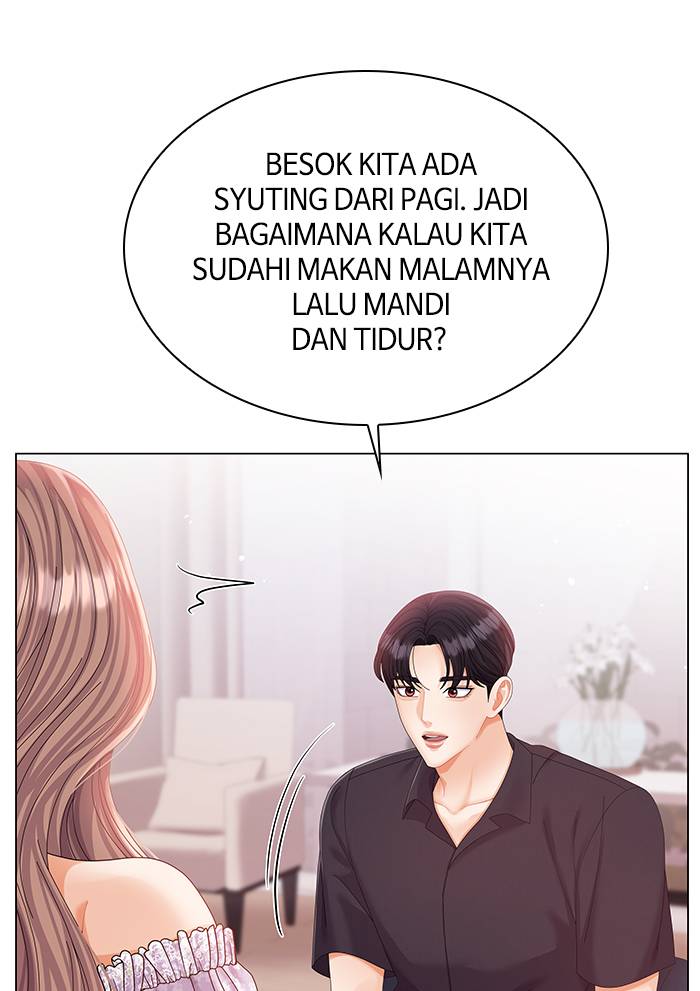 BESOK KITA ADA
SYUTING DARI PAGI. JADI
BAGAIMANA KALAU KITA
SUDAHI MAKAN MALAMNYA
LALU MANDI
DAN TIDUR?